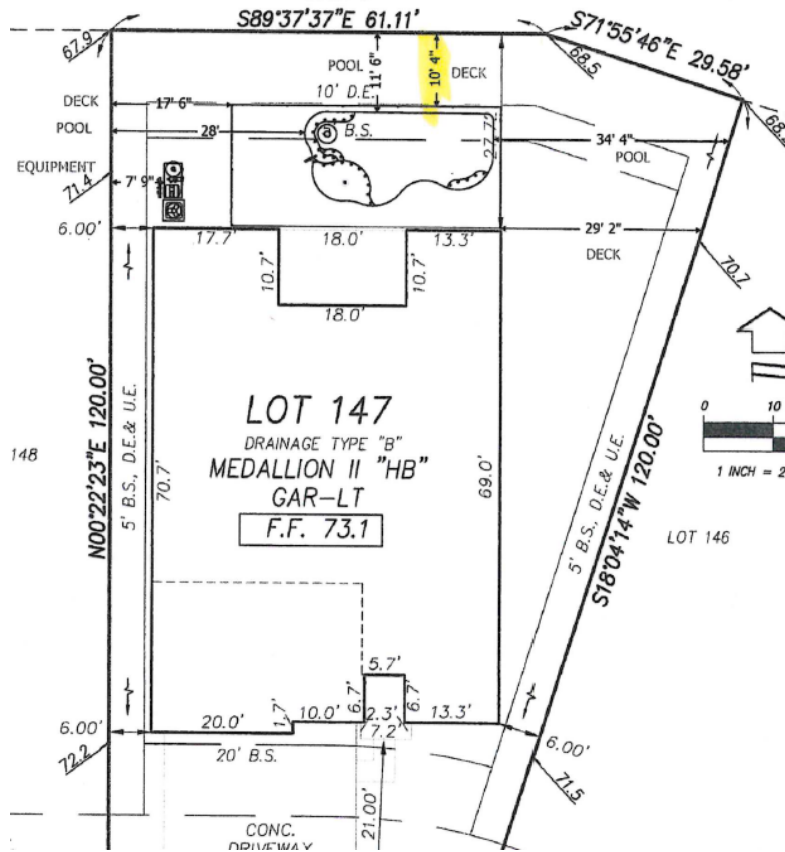 S89°37'37"E 61.11'
S71°55'46"E 29.58'
67.9
68.5
POOL
11' 6"
10' 4"
DECK
10' D.E.
DECK
17' 6"
POOL
28'
B.S.
27.7'
34' 4"
POOL
EQUIPMENT
71.4
7' 9"
6.00'
17.7'
18.0'
13.3'
29' 2"
DECK
70.7
10.7'
10.7'
18.0'
N00°22'23"E 120.00'
5' B.S., D.E.& U.E.
148
LOT 147
DRAINAGE TYPE "B"
MEDALLION II "HB"
GAR-LT
F.F. 73.1
70.7'
69.0'
0 10
1 INCH = 2
5' B.S., D.E.& U.E.
S18°04'14"W 120.00'
LOT 146
5.7'
6.7'
6.7'
6.00'
20.0'
1.7'
10.0'
2.3'
7.2'
13.3'
6.00'
72.2
20' B.S.
71.5
21.00'
CONC.
DRIVEWAY